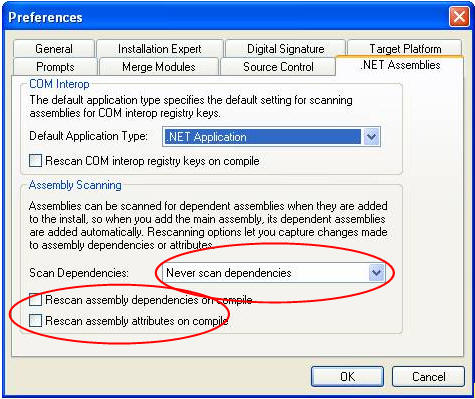 Preferences
General
Installation Expert
Digital Signature
Target Platform
Prompts
Merge Modules
Source Control
.NET Assemblies
COM Interop
The default application type specifies the default setting for scanning
assemblies for COM interop registry keys.
Default Application Type:
.NET Application
Rescan COM interop registry keys on compile
Assembly Scanning
Assemblies can be scanned for dependent assemblies when they are added
to the install, so when you add the main assembly, its dependent assemblies
are added automatically. Rescanning options let you capture changes made
to assembly dependencies or attributes.
Scan Dependencies:
Never scan dependencies
Rescan assembly dependencies on compile
Rescan assembly attributes on compile
OK
Cancel